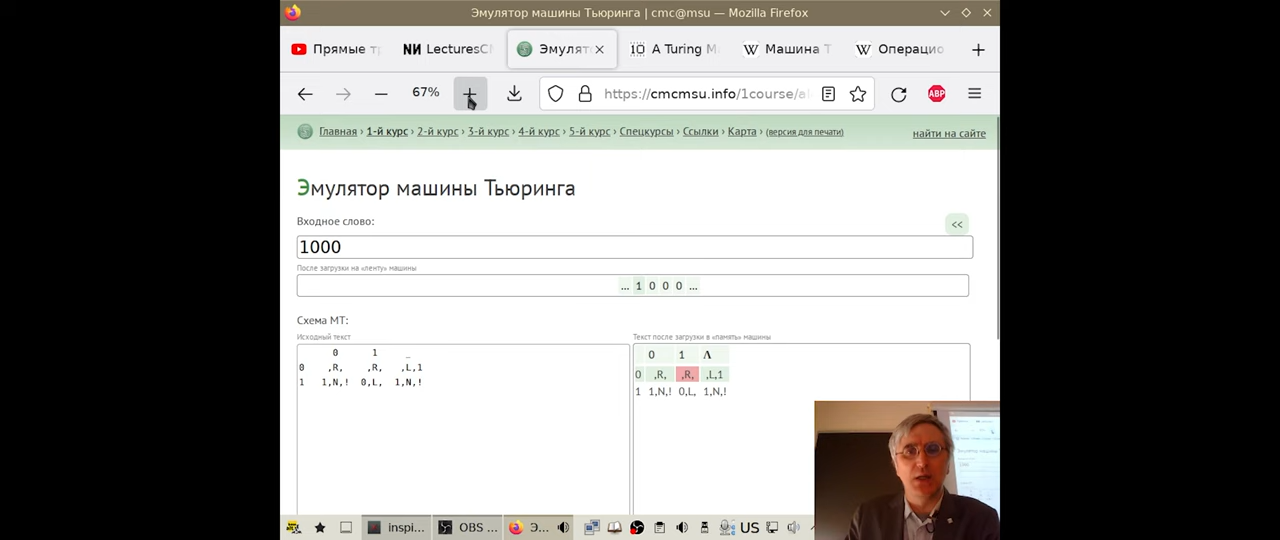 Эмулятор машины Тьюринга | cmc@msu — Mozilla Firefox
Прямые
LecturesC
Эмулят
A Turing M
Машина Т
Операцио
67%
https://cmcmsu.info/1course/a
ABP
Главная › 1-й курс › 2-й курс › 3-й курс › 4-й курс › 5-й курс › Спецкурсы › Ссылки › Карта › (версия для печати)
найти на сайте
Эмулятор машины Тьюринга
Входное слово:
<<
1000
После загрузки на «ленту» машины
... 1 0 0 0 ...
Схема МТ:
Исходный текст
Текст после загрузки в «память» машины
0 1 _
0 ,R, ,R, ,L,1
1 1,N,! 0,L, 1,N,!
0 1 Λ
0 ,R, ,R, ,L,1
1 1,N,! 0,L, 1,N,!
inspi...
OBS ...
Э...
US